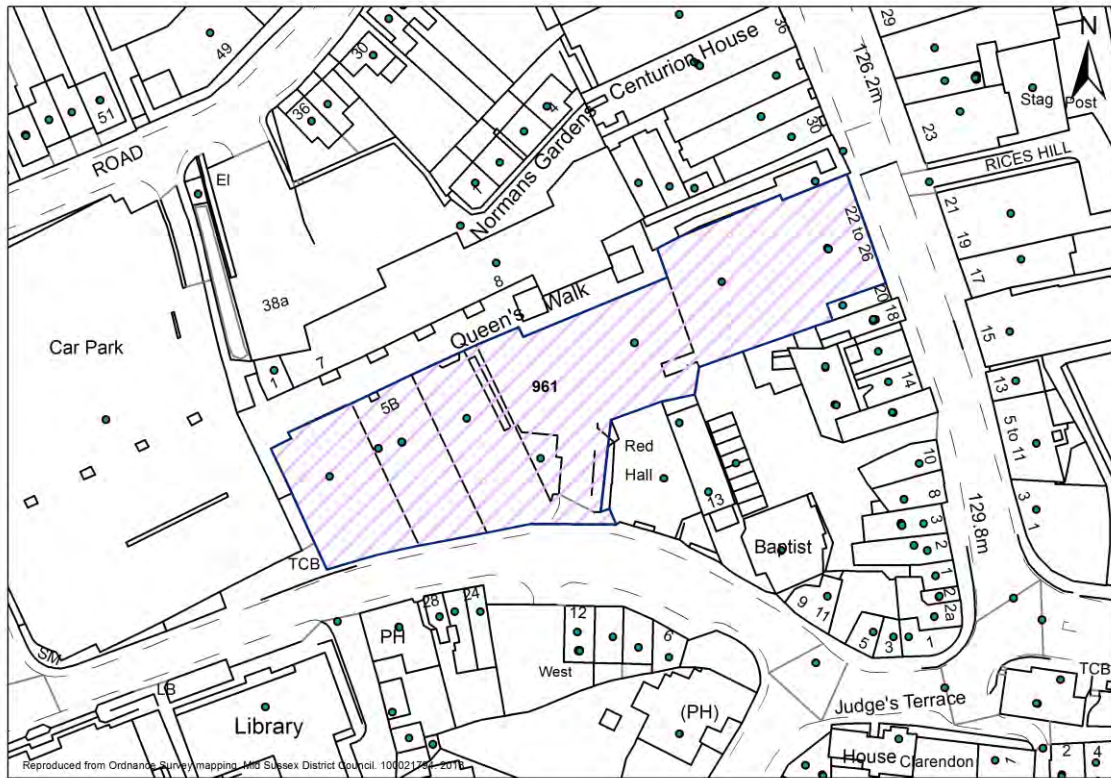 49
30
36
Centurion House
29
126.2m
N
51
36
4
Stag
Post
23
30
ROAD
El
1
Normans Gardens
RICES HILL
21
22 to 26
19
8
Queen's Walk
17
38a
20
18
Car Park
7
15
1
961
14
13
5B
5 to 11
Red
Hall
10
13
8
3
3
1
129.8m
Baptist
2
TCB
1
9
11
2
2a
28
24
12
6
5
3
1
PH
SM
West
TCB
LB
Judge's Terrace
Library
(PH)
House
Clarendon
1
2
4
Reproduced from Ordnance Survey mapping. Mid Sussex District Council. 100021794. 2018